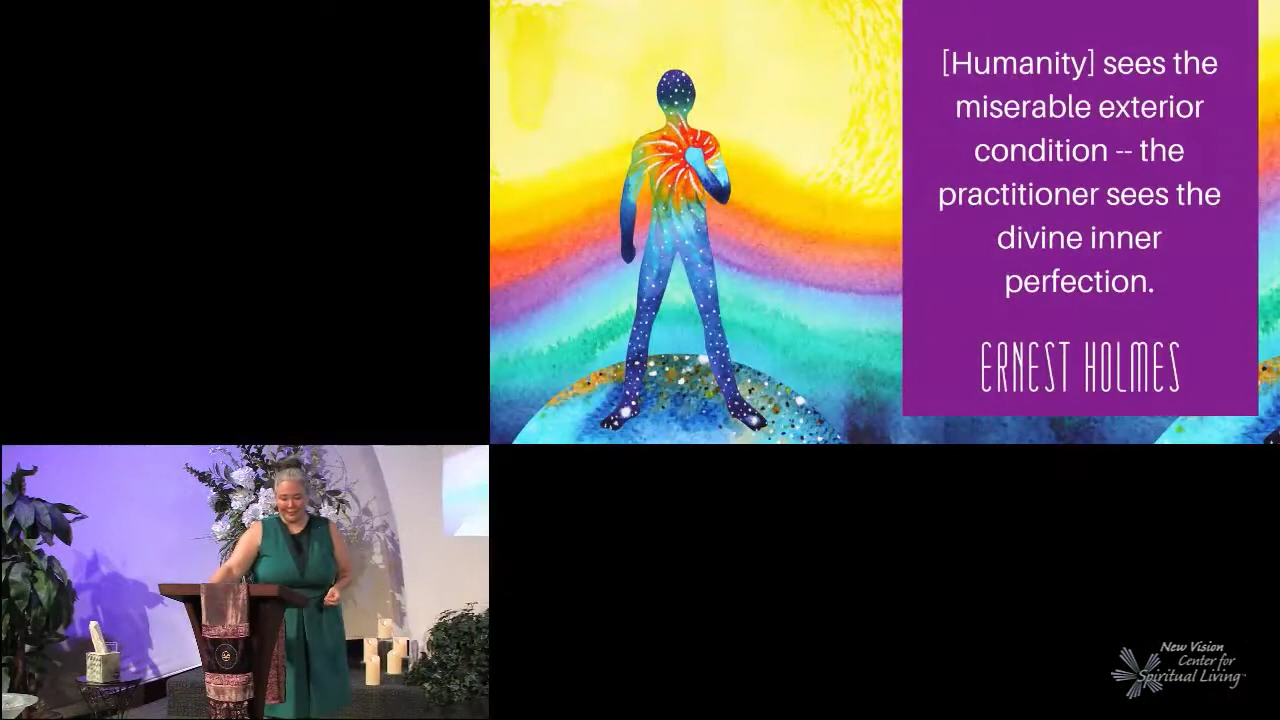 [Humanity] sees the
miserable exterior
condition -- the
practitioner sees the
divine inner
perfection.
ERNEST HOLMES
New Vision
Center for
Spiritual Living